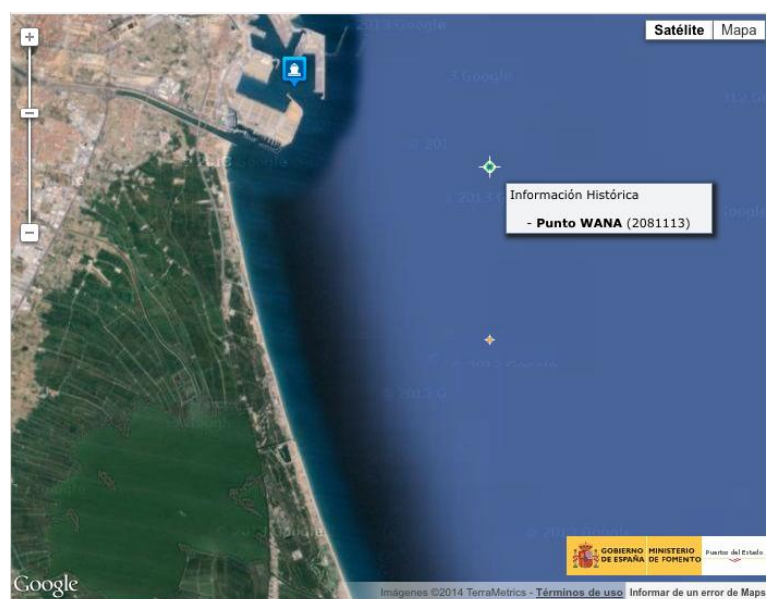 Satélite Mapa
Información Histórica
- Punto WANA (2081113)
GOBIERNO DE ESPAÑA
MINISTERIO DE FOMENTO
Puertos del Estado
Google
Imágenes ©2014 TerraMetrics - Términos de uso Informar de un error de Maps